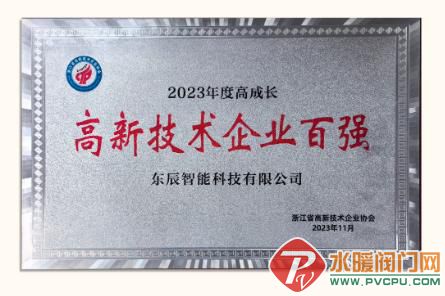 2023年度高成长
高新技术企业百强
东辰智能科技有限公司
浙江省高新技术企业协会
2023年11月
水暖阀门网
WWW.PVCPU.COM